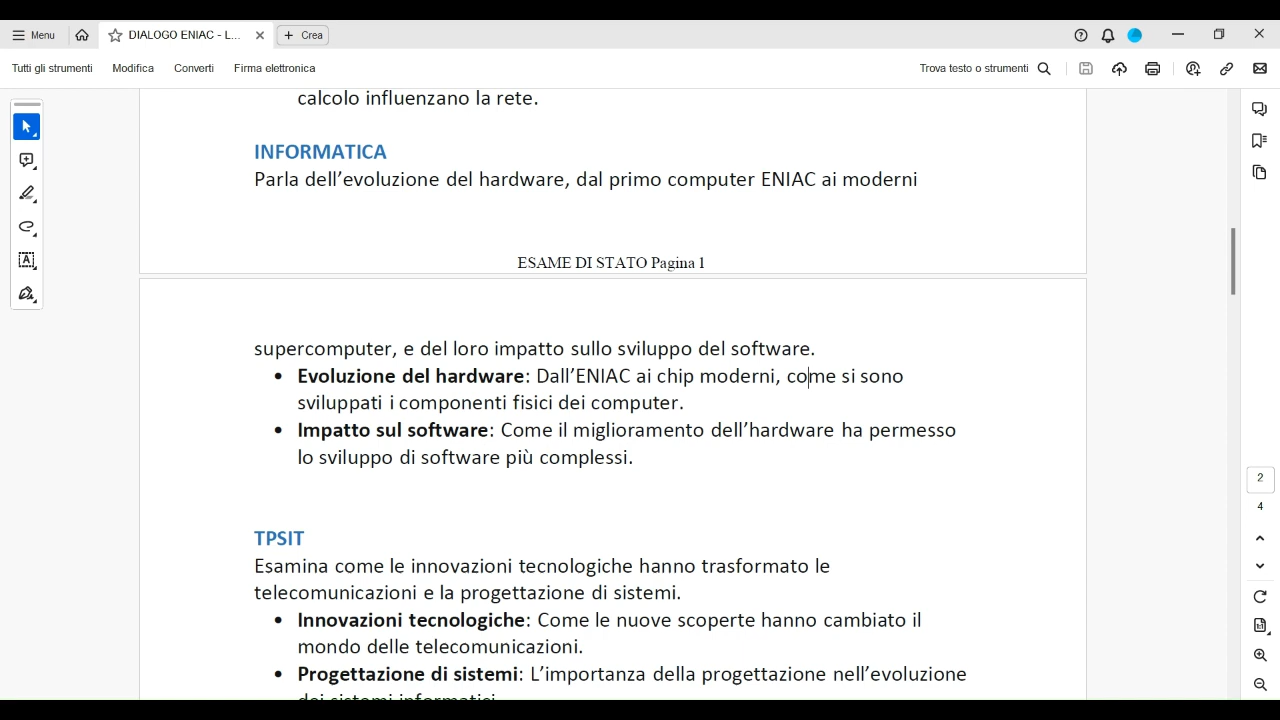 Menu
DIALOGO ENIAC - L...
Crea
Tutti gli strumenti Modifica Converti Firma elettronica
Trova testo o strumenti
calcolo influenzano la rete.
INFORMATICA
Parla dell’evoluzione del hardware, dal primo computer ENIAC ai moderni
ESAME DI STATO Pagina 1
supercomputer, e del loro impatto sullo sviluppo del software.
• Evoluzione del hardware: Dall'ENIAC ai chip moderni, come si sono
sviluppati i componenti fisici dei computer.
• Impatto sul software: Come il miglioramento dell’hardware ha permesso
lo sviluppo di software più complessi.
TPSIT
Esamina come le innovazioni tecnologiche hanno trasformato le
telecomunicazioni e la progettazione di sistemi.
• Innovazioni tecnologiche: Come le nuove scoperte hanno cambiato il
mondo delle telecomunicazioni.
• Progettazione di sistemi: L’importanza della progettazione nell’evoluzione
dei sistemi informatici.
2
4